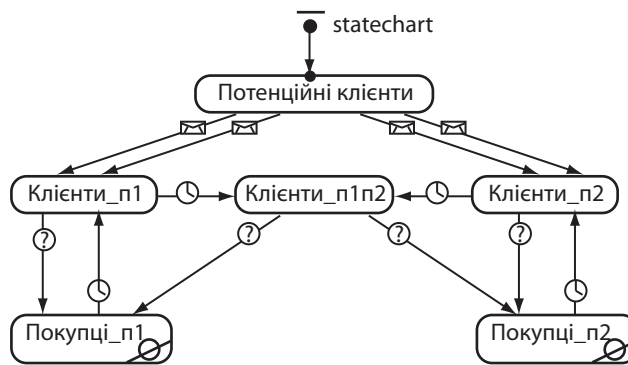 statechart
Потенційні клієнти
Клієнти_п1
Клієнти_п1п2
Клієнти_п2
?
?
?
?
Покупці_п1
Покупці_п2